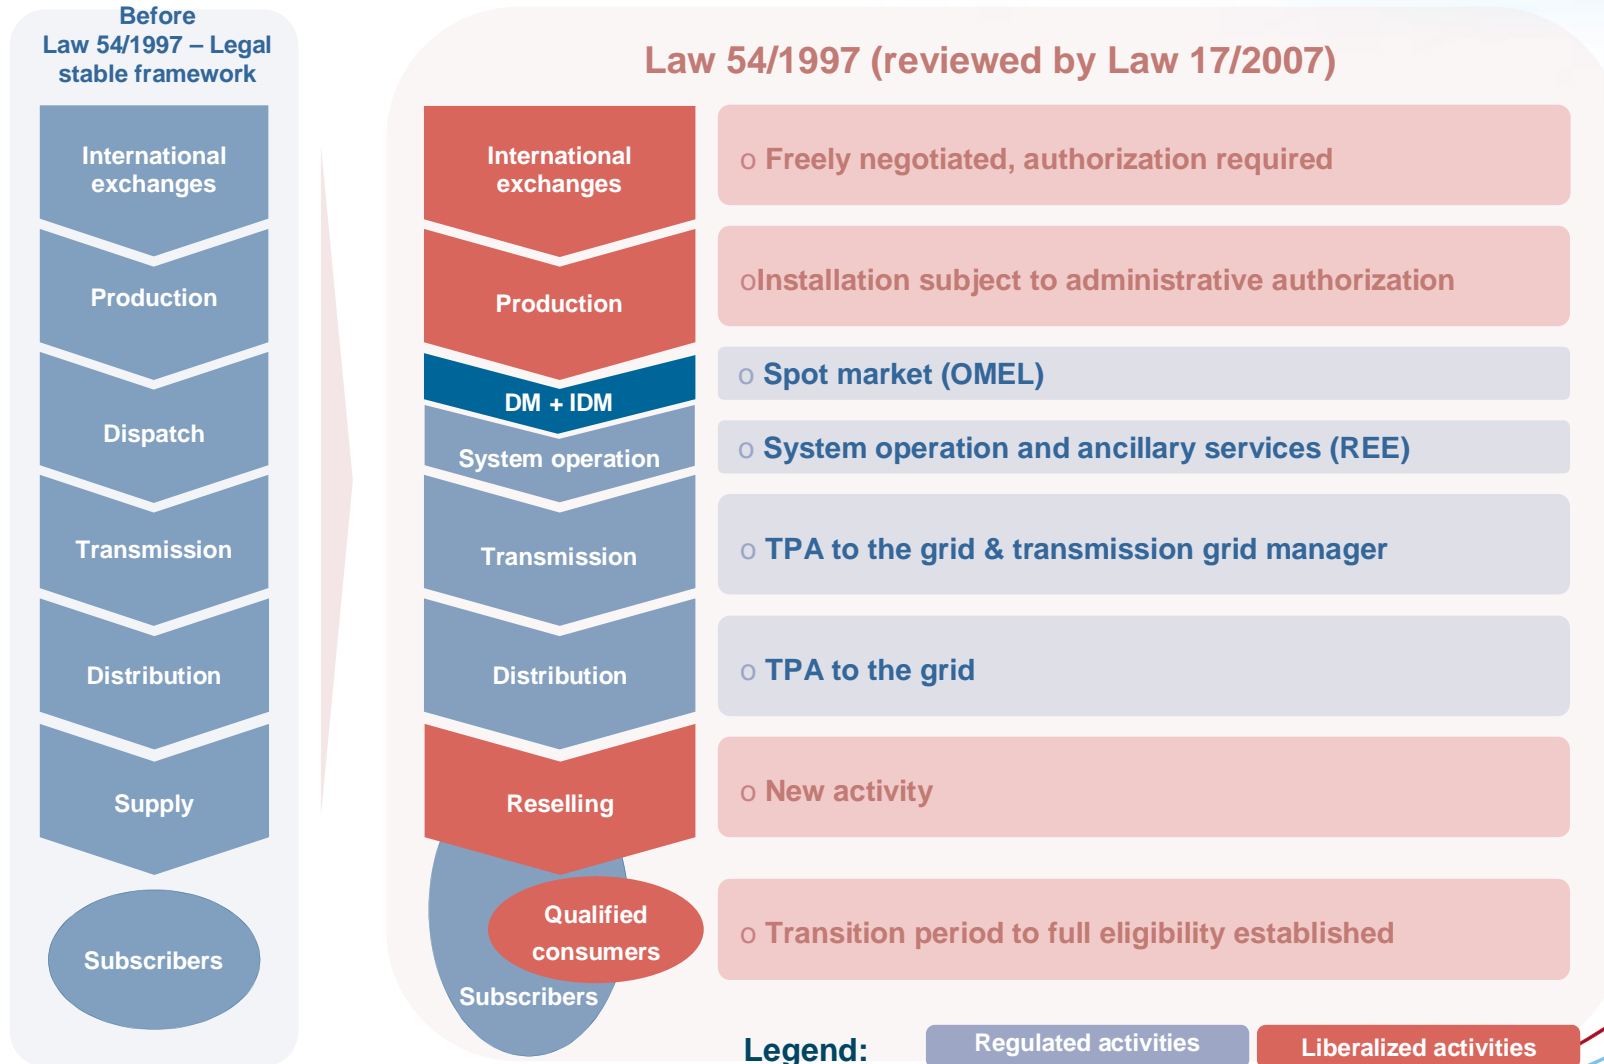 Before
Law 54/1997 – Legal
stable framework
International
exchanges
Production
Dispatch
Transmission
Distribution
Supply
Subscribers
Law 54/1997 (reviewed by Law 17/2007)
International
exchanges
o Freely negotiated, authorization required
Production
oInstallation subject to administrative authorization
DM + IDM
o Spot market (OMEL)
System operation
o System operation and ancillary services (REE)
Transmission
o TPA to the grid & transmission grid manager
Distribution
o TPA to the grid
Reselling
o New activity
Qualified
consumers
Subscribers
o Transition period to full eligibility established
Legend:
Regulated activities
Liberalized activities